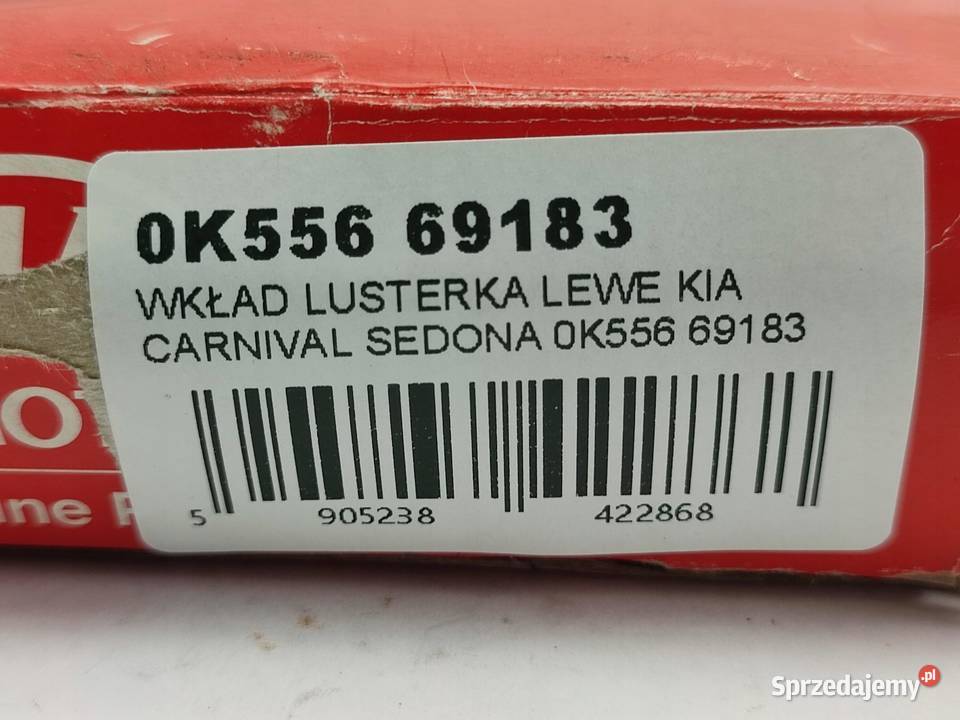 0K556 69183
WKŁAD LUSTERKA LEWE KIA
CARNIVAL SEDONA 0K556 69183
5 905238 422868
Sprzedajemy.pl